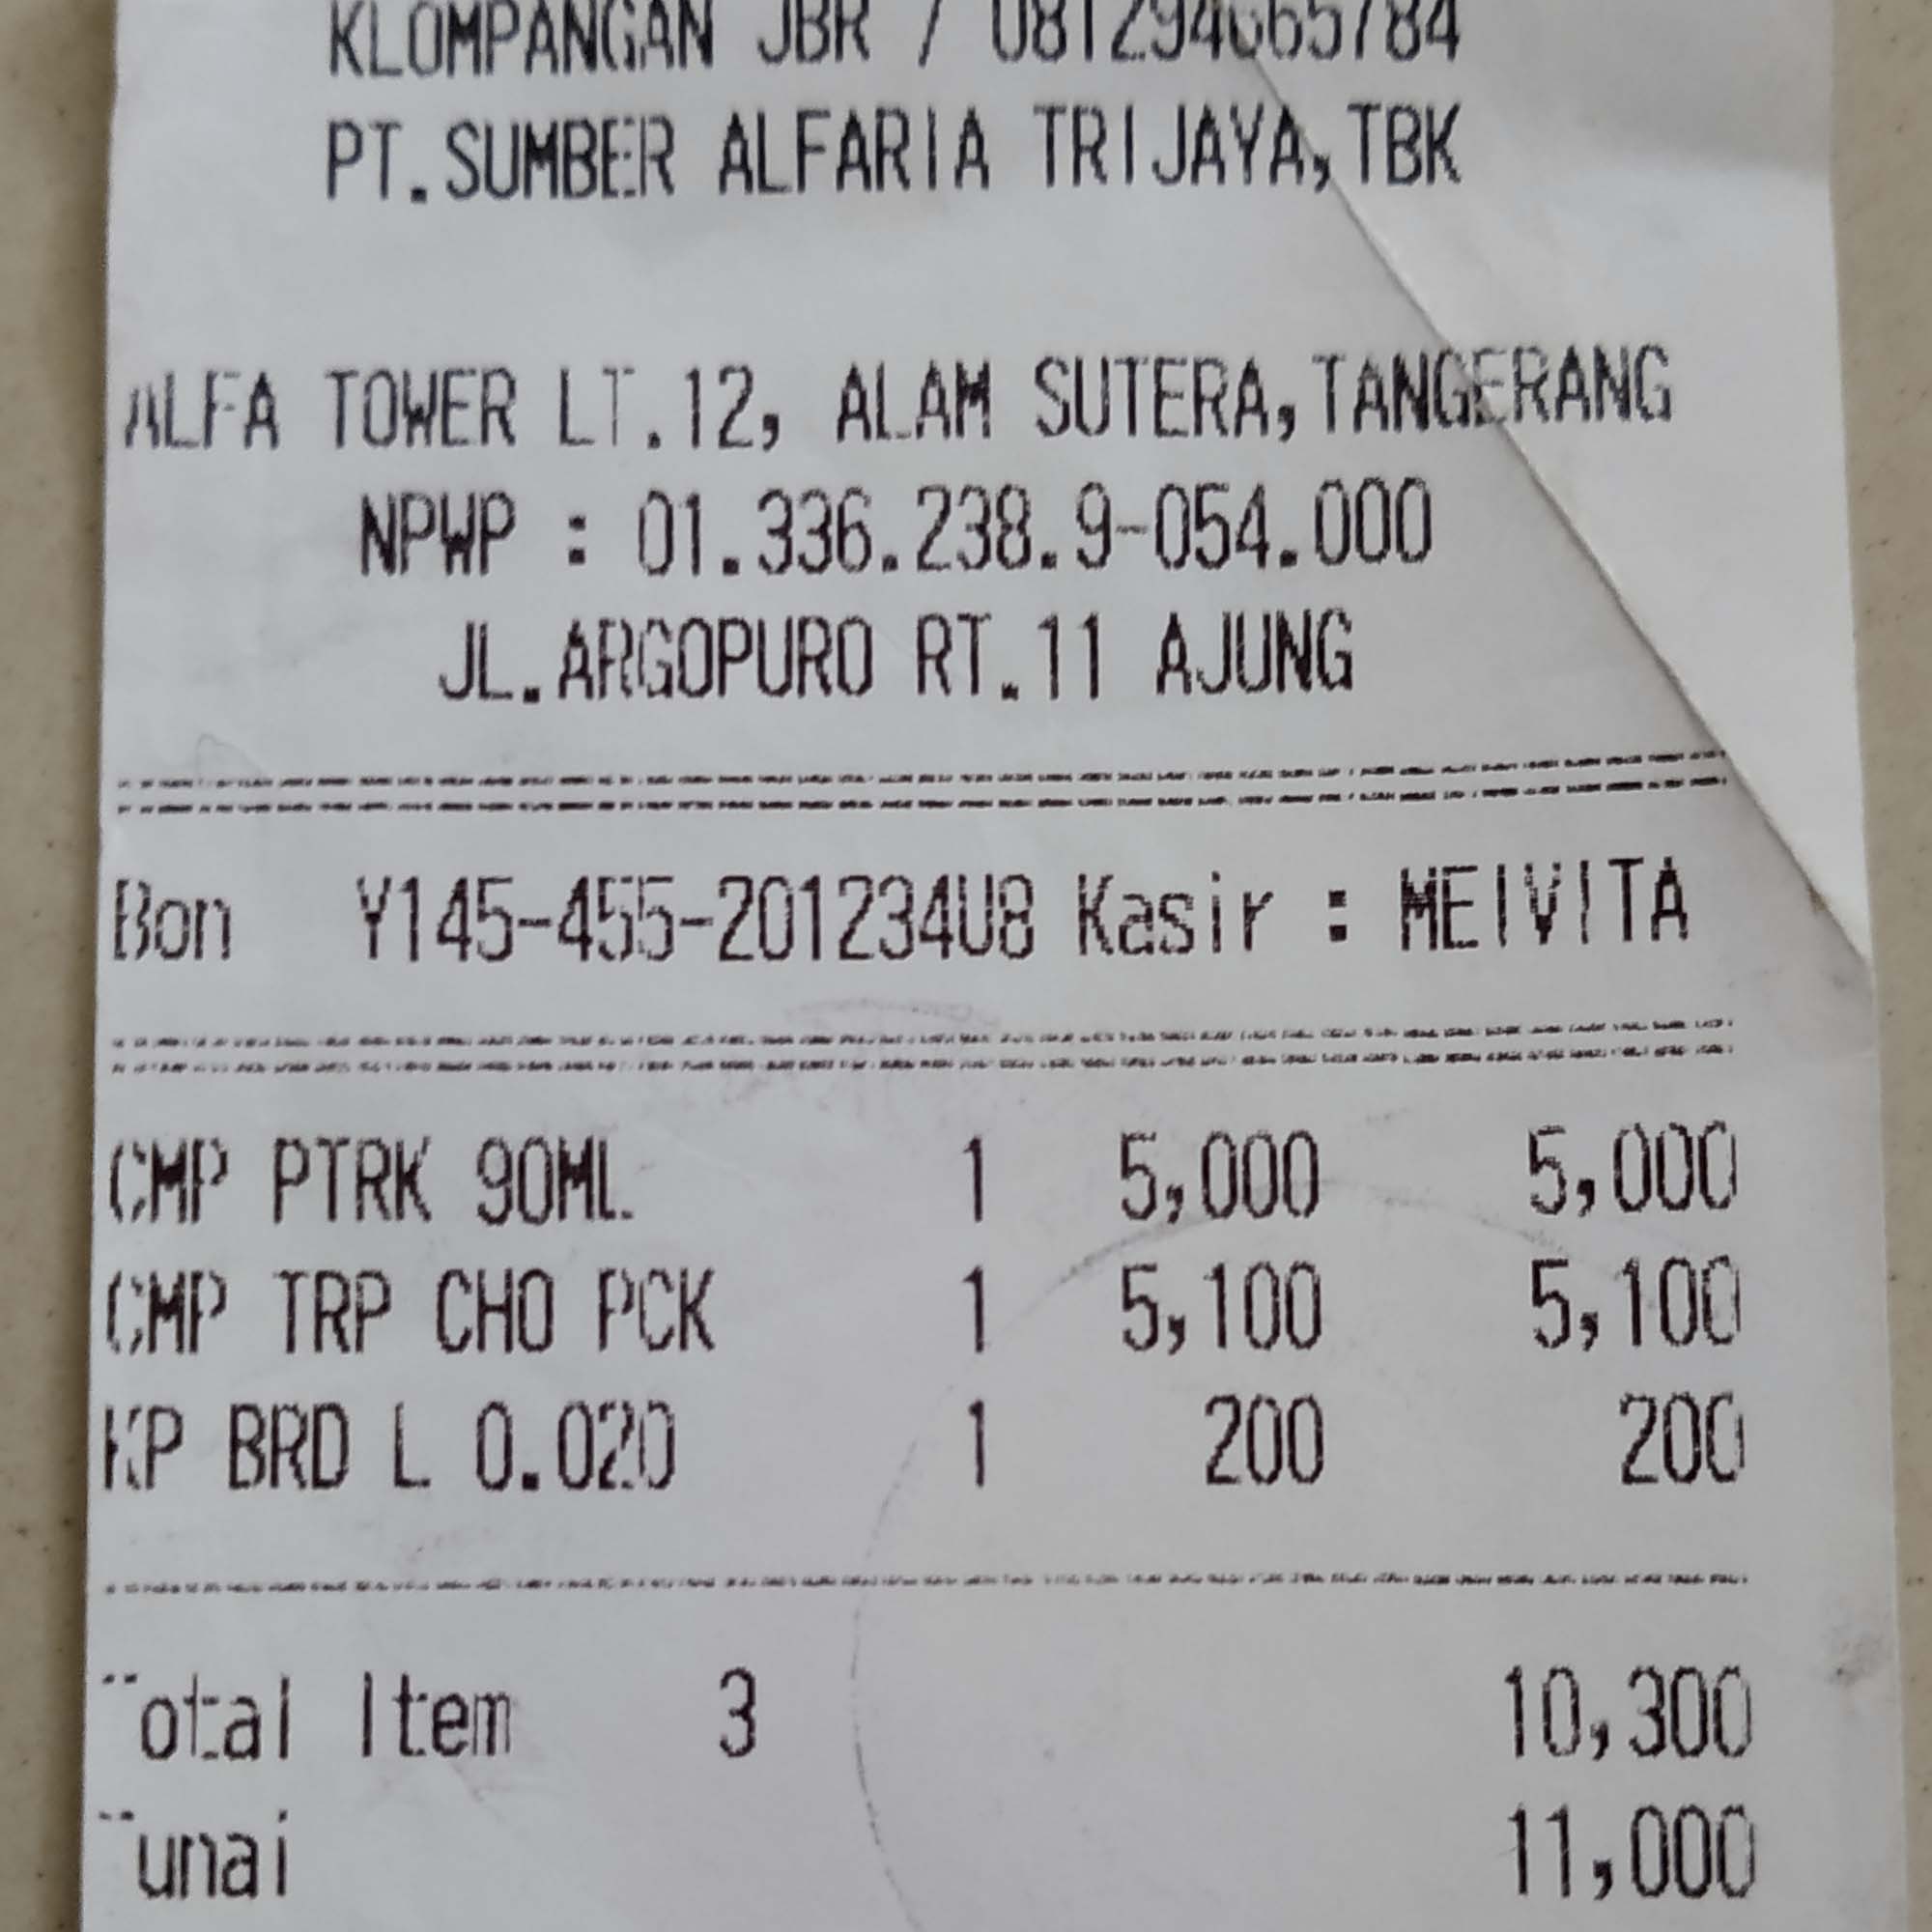 KLOMPANGAN JBR / 081294665784
PT.SUMBER ALFARIA TRIJAYA,TBK
ALFA TOWER LT.12, ALAM SUTERA,TANGERANG
NPWP : 01.336.238.9-054.000
JL.ARGOPURO RT.11 AJUNG
Bon Y145-455-201234U8 Kasir : MEIVITA
CMP PTRK 90ML 1 5,000 5,000
CMP TRP CHO PCK 1 5,100 5,100
KP BRD L 0.020 1 200 200
Total Item 3 10,300
Tunai 11,000